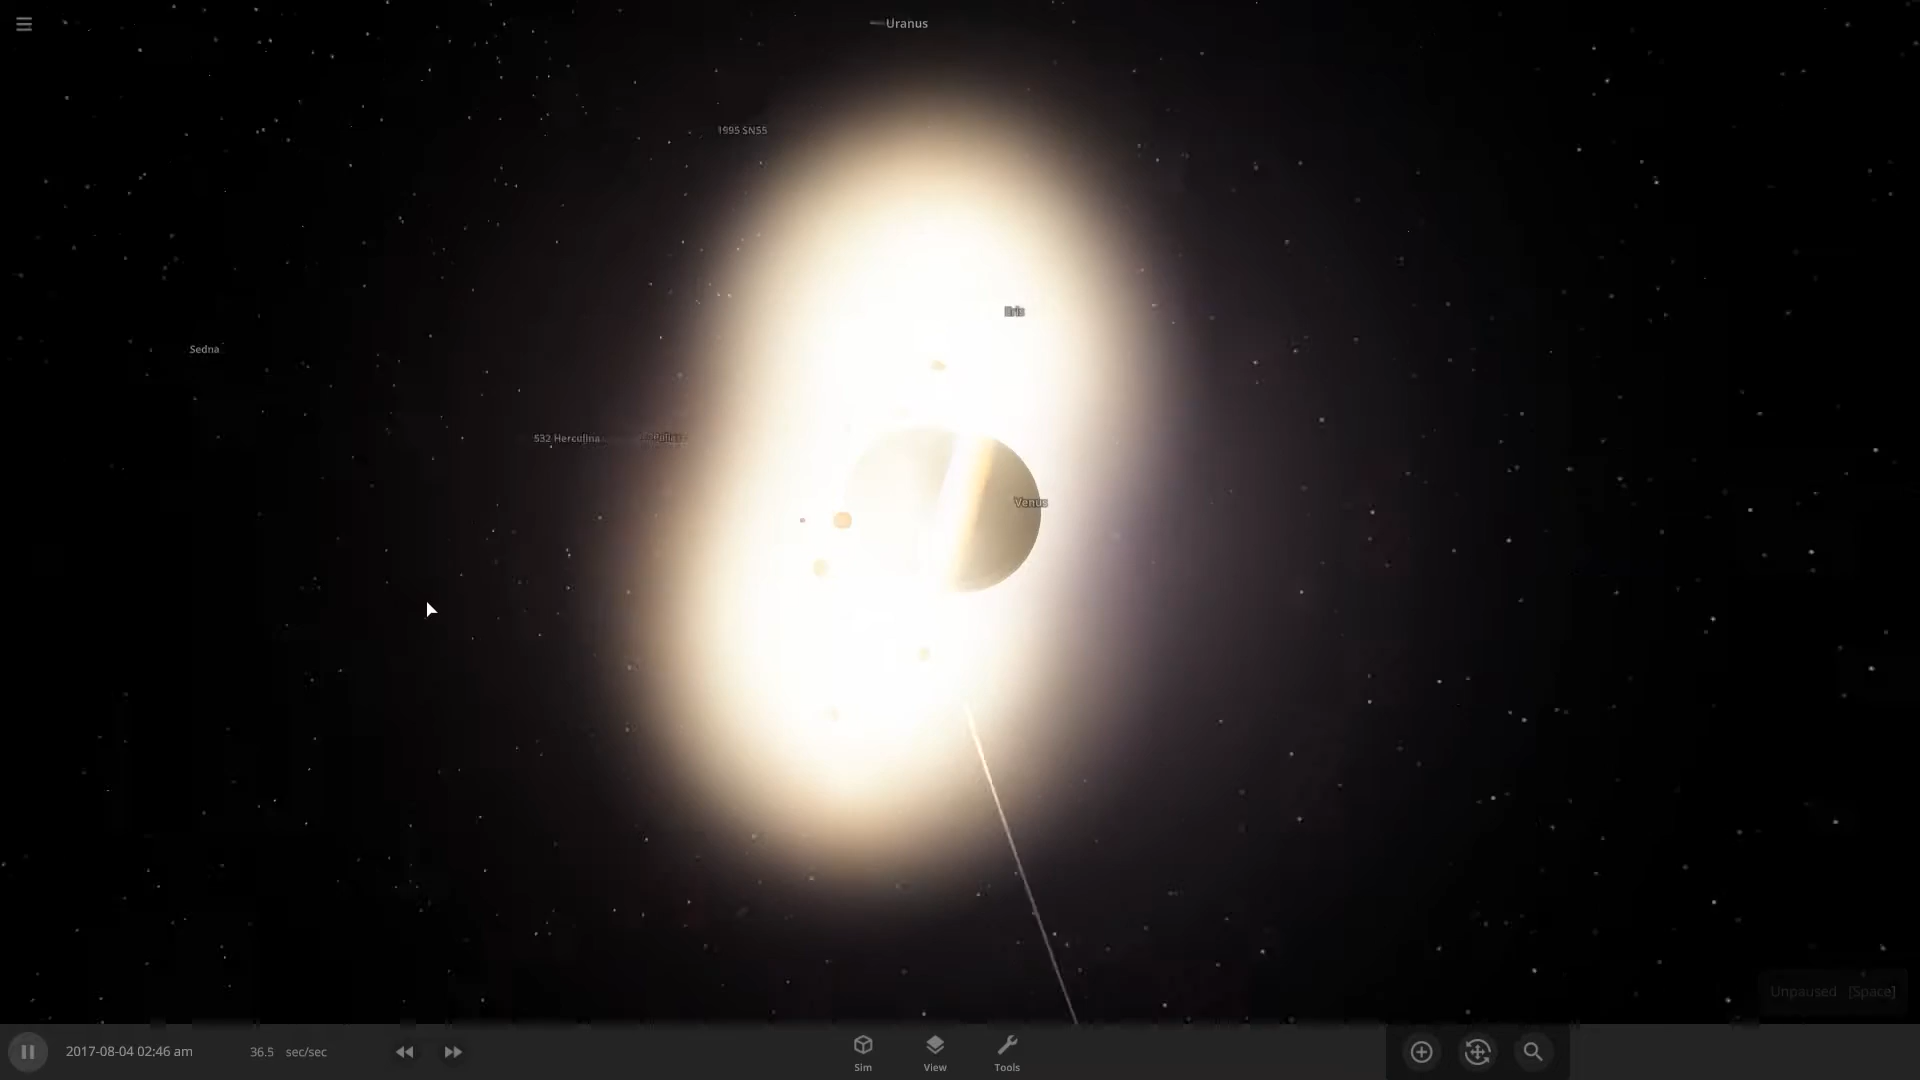 Uranus
1995 SN55
Eris
Sedna
532 Herculina
Venus
Unpaused [Space]
2017-08-04 02:46 am 36.5 sec/sec
Sim View Tools